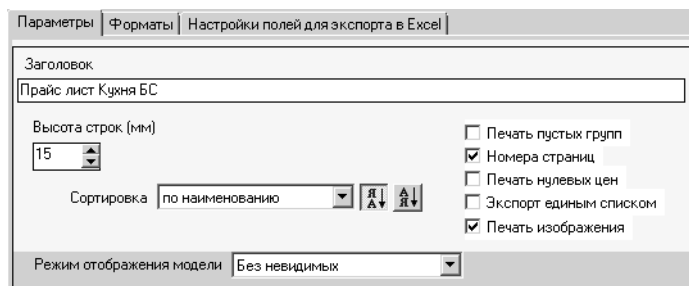 Параметры Форматы Настройки полей для экспорта в Excel
Заголовок
Прайс лист Кухня БС
Высота строк (мм)
15
Сортировка по наименованию Я А А Я
Печать пустых групп
Номера страниц
Печать нулевых цен
Экспорт единым списком
Печать изображения
Режим отображения модели Без невидимых